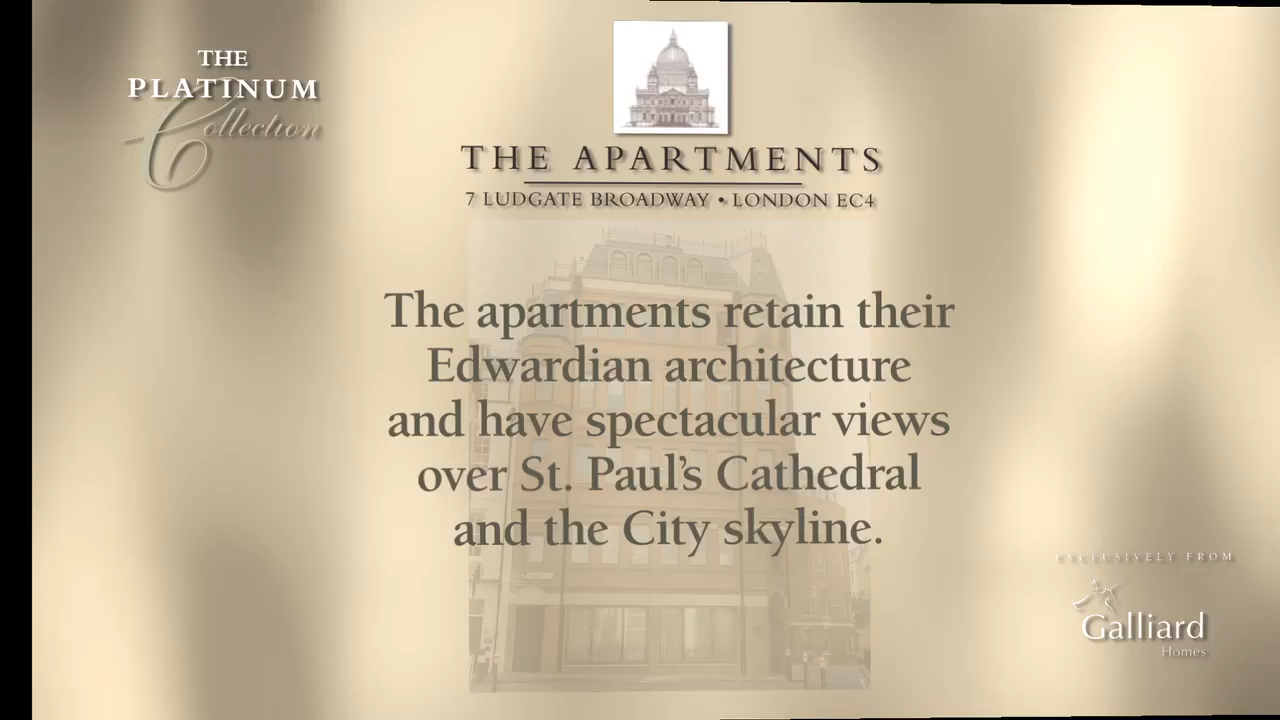 THE
PLATINUM
Collection
THE APARTMENTS
7 LUDGATE BROADWAY • LONDON EC4
The apartments retain their
Edwardian architecture
and have spectacular views
over St. Paul's Cathedral
and the City skyline.
EXCLUSIVELY FROM
Galliard
Homes